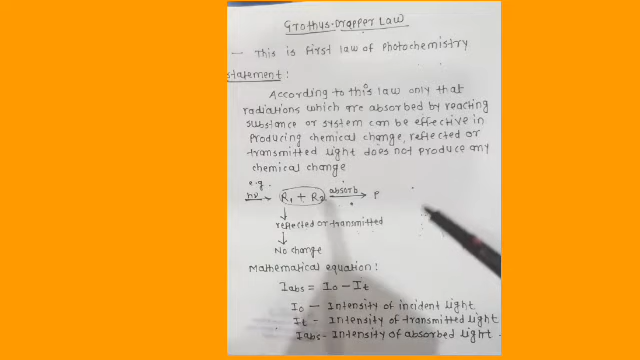 Grothus-Drapper Law
— This is first law of Photochemistry
statement:
According to this law only that
radiations which are absorbed by reacting
substance or system can be effective in
producing chemical change, reflected or
transmitted light does not produce any
chemical change
e.g.
hν → R1 + R2 absorb → P
↓
reflected or transmitted
↓
No change
Mathematical equation:
Iabs = Io − It
Io — Intensity of incident light
It — Intensity of transmitted light
Iabs — Intensity of absorbed light.